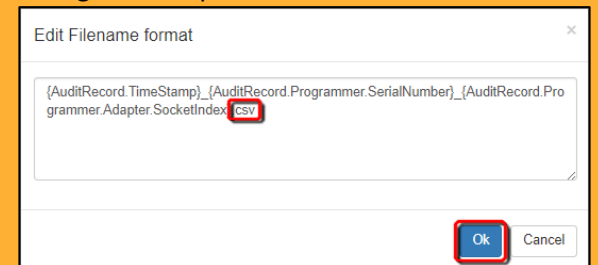 Edit Filename format ×
{AuditRecord.TimeStamp}_{AuditRecord.Programmer.SerialNumber}_{AuditRecord.Pro
grammer.Adapter.SocketIndex}.csv
Ok Cancel